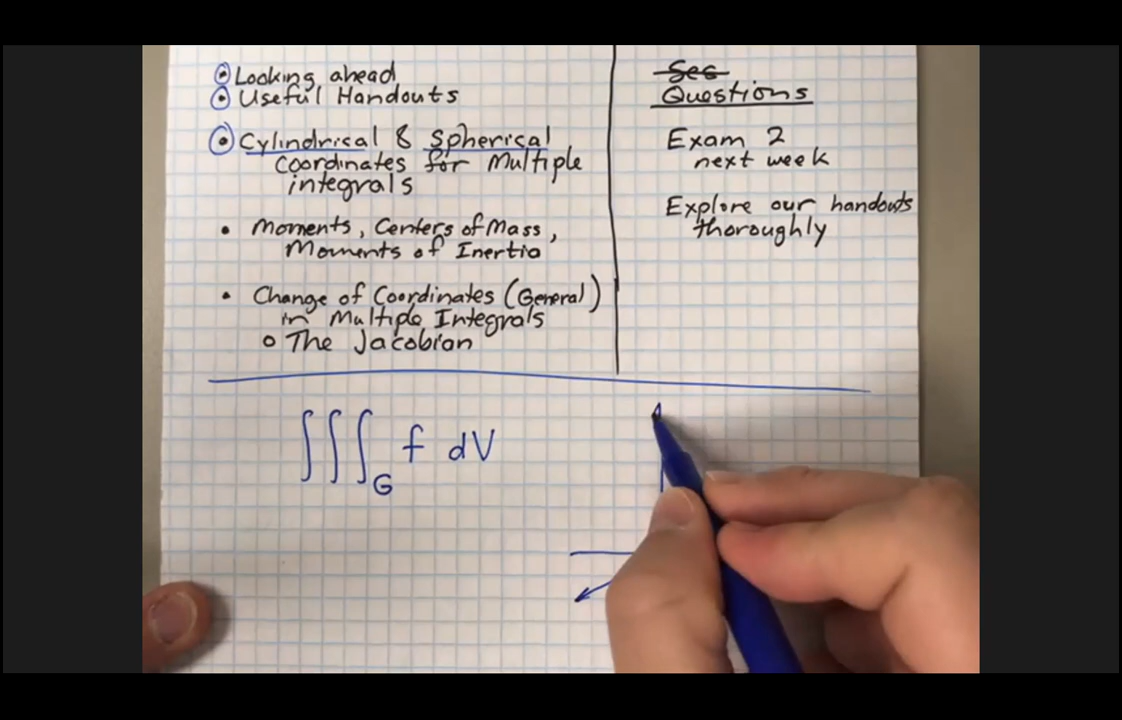 Looking ahead
Useful Handouts
Cylindrical & Spherical
Coordinates for Multiple
integrals
• Moments, Centers of Mass,
Moments of Inertia
• Change of Coordinates (General)
in Multiple Integrals
o The Jacobian
Ses
Questions
Exam 2
next week
Explore our handouts
thoroughly
∭_G f dV